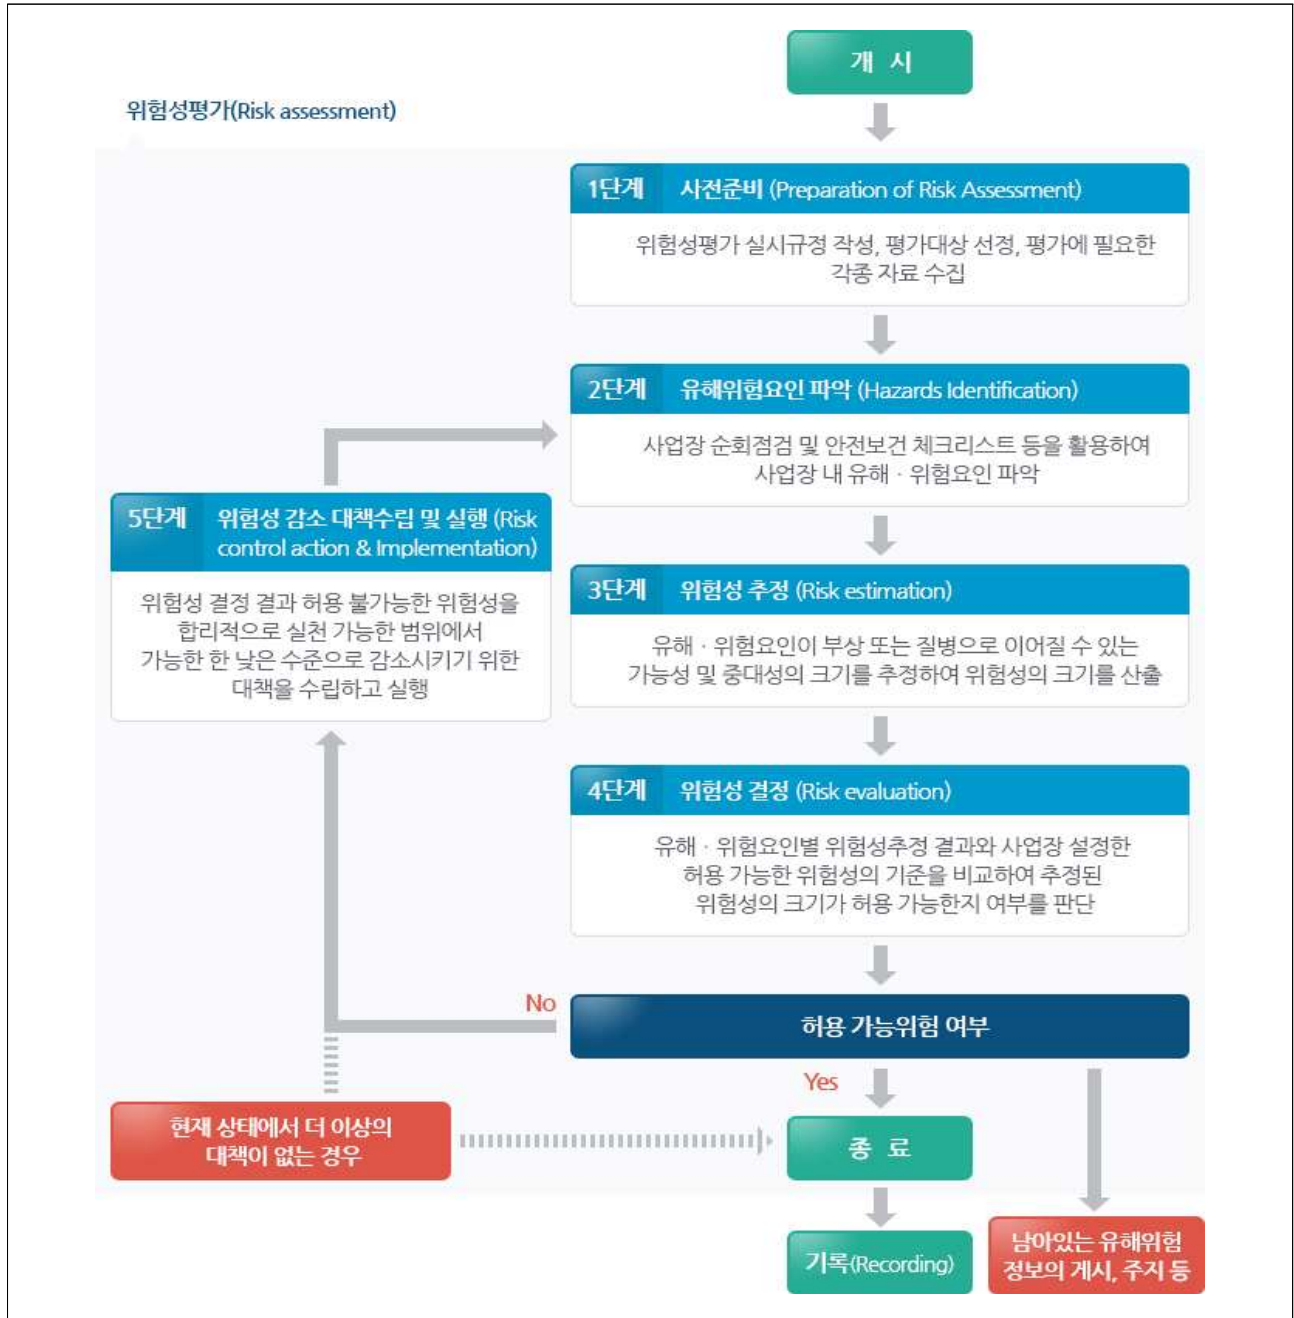 개 시
위험성평가(Risk assessment)
1단계 사전준비 (Preparation of Risk Assessment)
위험성평가 실시규정 작성, 평가대상 선정, 평가에 필요한
각종 자료 수집
2단계 유해위험요인 파악 (Hazards Identification)
사업장 순회점검 및 안전보건 체크리스트 등을 활용하여
사업장 내 유해 · 위험요인 파악
3단계 위험성 추정 (Risk estimation)
유해 · 위험요인이 부상 또는 질병으로 이어질 수 있는
가능성 및 중대성의 크기를 추정하여 위험성의 크기를 산출
4단계 위험성 결정 (Risk evaluation)
유해 · 위험요인별 위험성추정 결과와 사업장 설정한
허용 가능한 위험성의 기준을 비교하여 추정된
위험성의 크기가 허용 가능한지 여부를 판단
허용 가능위험 여부
No
5단계 위험성 감소 대책수립 및 실행 (Risk
control action & Implementation)
위험성 결정 결과 허용 불가능한 위험성을
합리적으로 실천 가능한 범위에서
가능한 한 낮은 수준으로 감소시키기 위한
대책을 수립하고 실행
Yes
현재 상태에서 더 이상의
대책이 없는 경우
종 료
기록(Recording)
남아있는 유해위험
정보의 게시, 주지 등